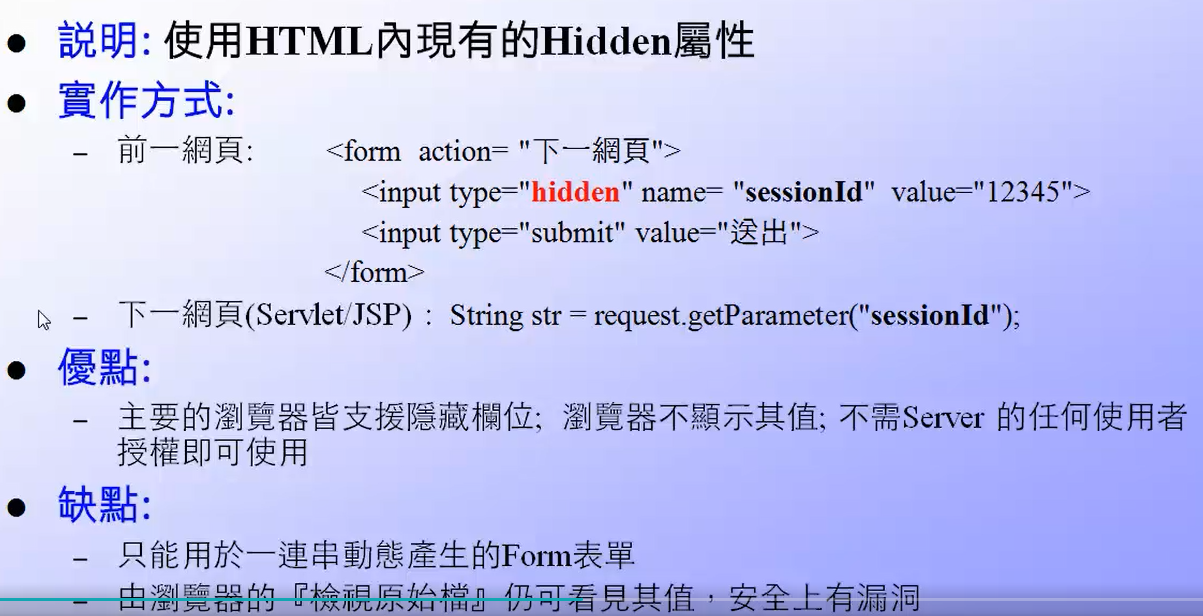 ● 説明: 使用HTML內現有的Hidden屬性
● 實作方式:
– 前一網頁: <form action= "下一網頁">
<input type="hidden" name= "sessionId" value="12345">
<input type="submit" value="送出">
</form>
– 下一網頁(Servlet/JSP) : String str = request.getParameter("sessionId");
● 優點:
– 主要的瀏覽器皆支援隱藏欄位; 瀏覽器不顯示其值; 不需Server 的任何使用者
授權即可使用
● 缺點:
– 只能用於一連串動態產生的Form表單
– 由瀏覽器的『檢視原始檔』仍可看見其值，安全上有漏洞